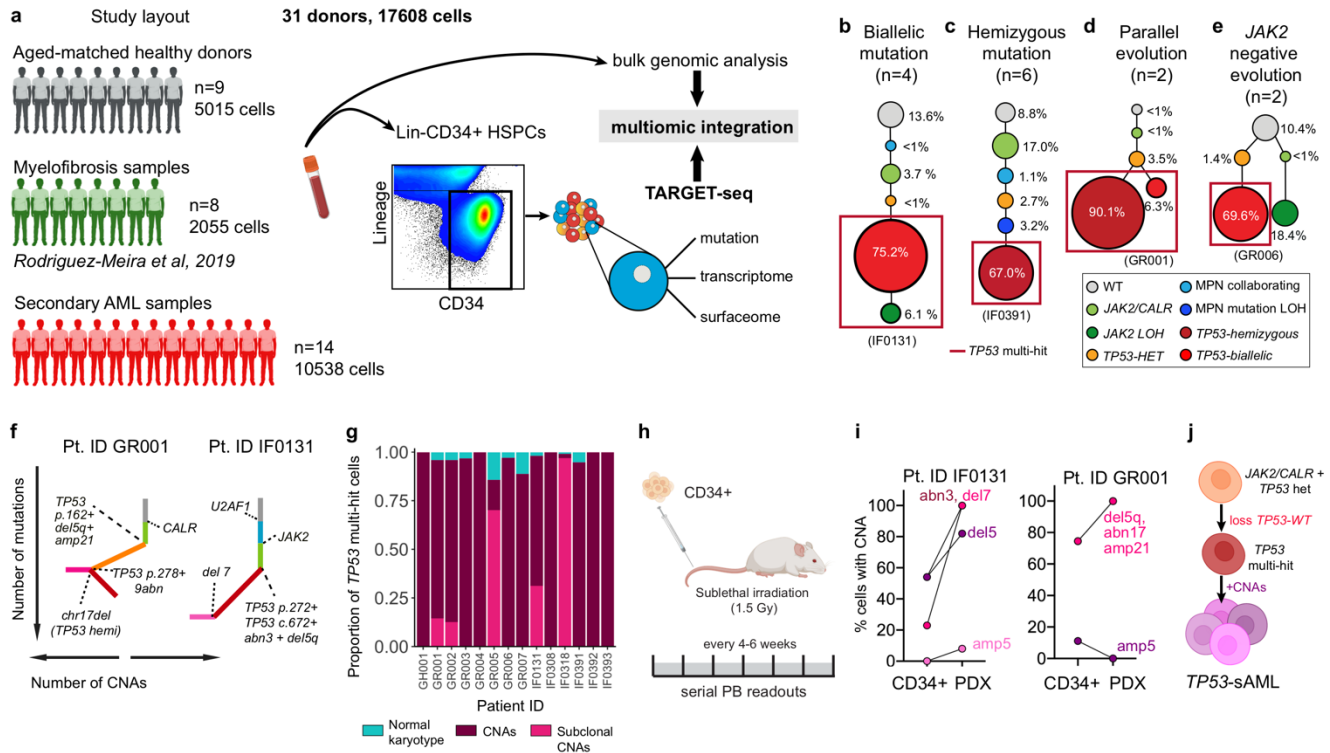 a
Study layout
31 donors, 17608 cells
Aged-matched healthy donors
n=9
5015 cells
Myelofibrosis samples
n=8
2055 cells
Rodriguez-Meira et al, 2019
Secondary AML samples
n=14
10538 cells
bulk genomic analysis
Lin-CD34+ HSPCs
multiomic integration
TARGET-seq
Lineage
CD34
mutation
transcriptome
surfaceome
b
Biallelic
mutation
(n=4)
13.6%
<1%
3.7 %
<1%
75.2%
6.1 %
(IF0131)
c
Hemizygous
mutation
(n=6)
8.8%
17.0%
1.1%
2.7%
3.2%
67.0%
(IF0391)
TP53 multi-hit
d
Parallel
evolution
(n=2)
<1%
<1%
3.5%
90.1%
6.3%
(GR001)
e
JAK2
negative
evolution
(n=2)
10.4%
1.4%
<1%
69.6%
18.4%
(GR006)
WT
JAK2/CALR
JAK2 LOH
TP53-HET
MPN collaborating
MPN mutation LOH
TP53-hemizygous
TP53-biallelic
f
Pt. ID GR001
Pt. ID IF0131
Number of mutations
TP53
p.162+
del5q+
amp21
CALR
TP53 p.278+
9abn
chr17del
(TP53 hemi)
U2AF1
JAK2
del 7
TP53 p.272+
TP53 c.672+
abn3 + del5q
Number of CNAs
g
Proportion of TP53 multi-hit cells
1.00
0.75
0.50
0.25
0.00
GH001
GR001
GR002
GR003
GR004
GR005
GR006
GR007
IF0131
IF0308
IF0318
IF0391
IF0392
IF0393
Patient ID
Normal
karyotype
CNAs
Subclonal
CNAs
h
CD34+
Sublethal irradiation
(1.5 Gy)
every 4-6 weeks
serial PB readouts
i
Pt. ID IF0131
% cells with CNA
100
80
60
40
20
0
abn3, del7
del5
amp5
CD34+ PDX
Pt. ID GR001
100
80
60
40
20
0
del5q,
abn17
amp21
amp5
CD34+ PDX
j
JAK2/CALR +
TP53 het
loss TP53-WT
TP53
multi-hit
+CNAs
TP53-sAML